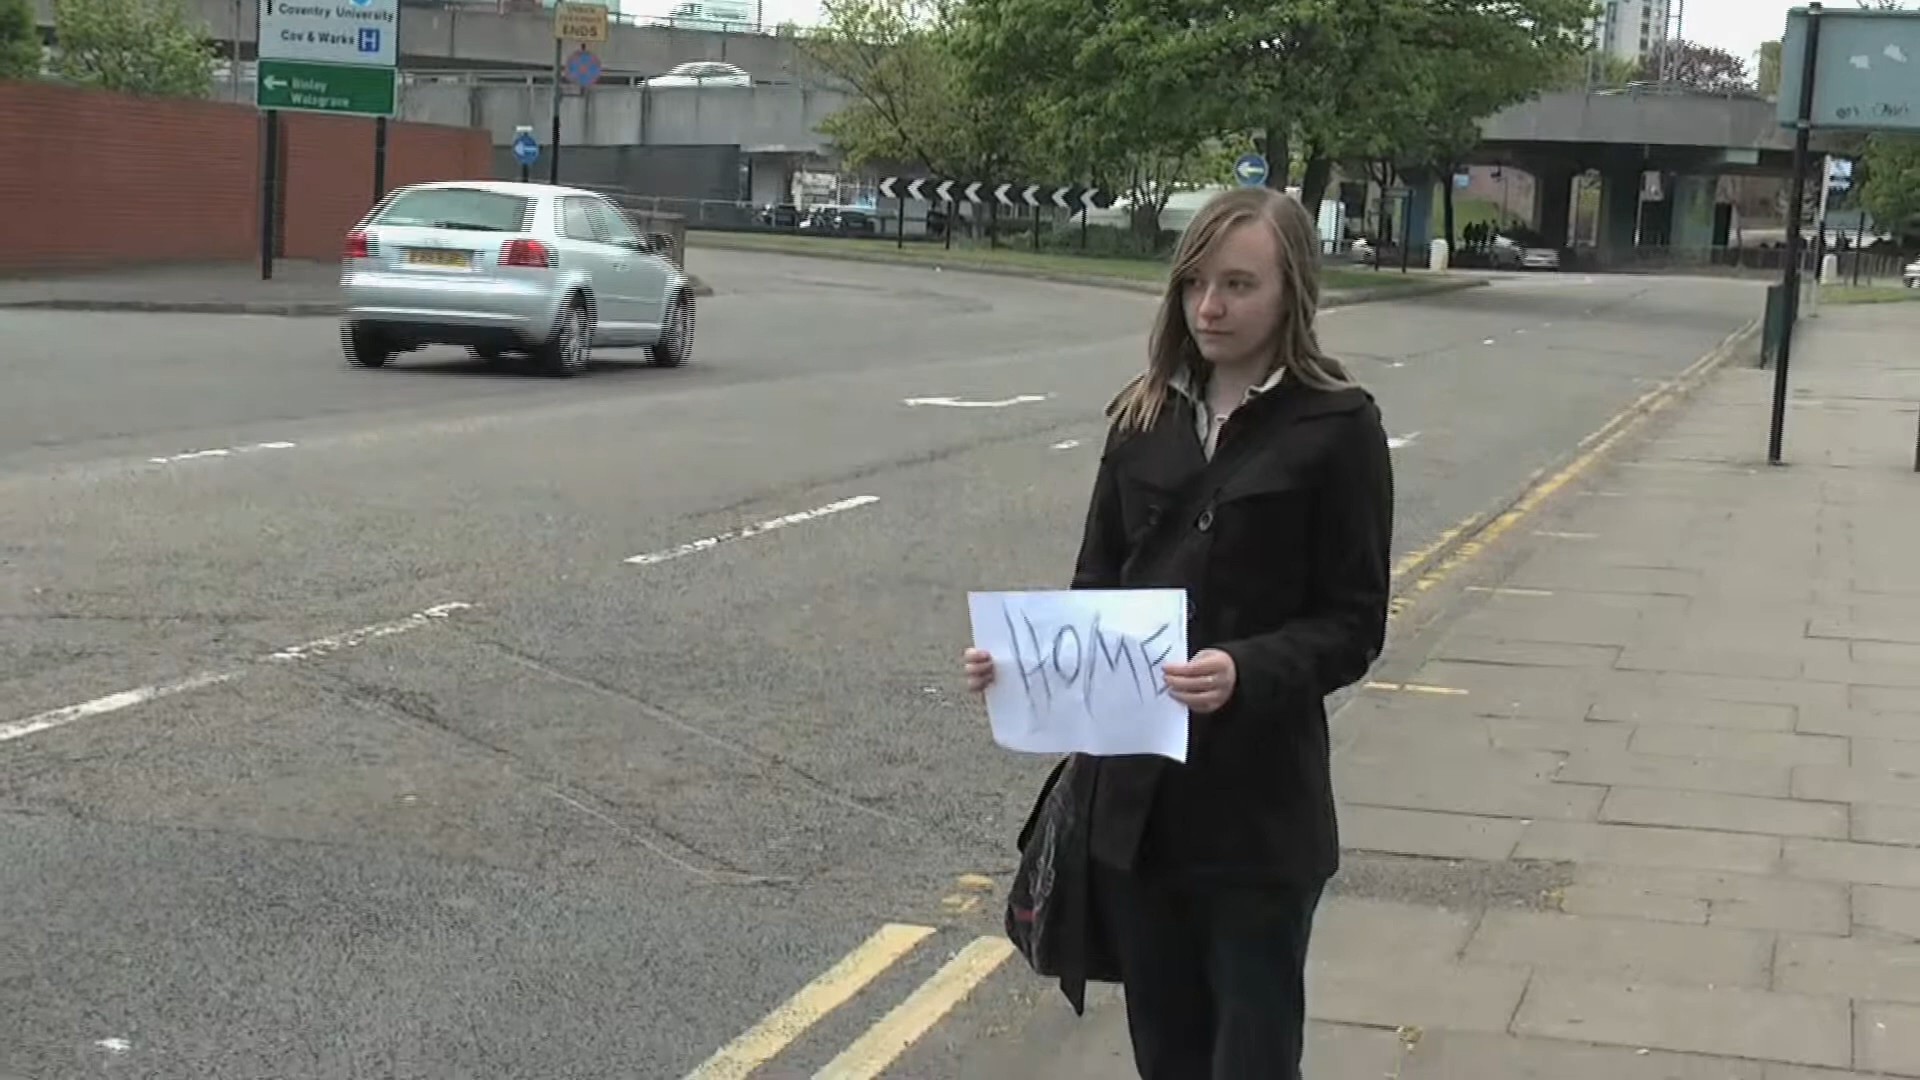 Coventry University
Cov & Warks H
Binley
Walsgrave
ENDS
HOME